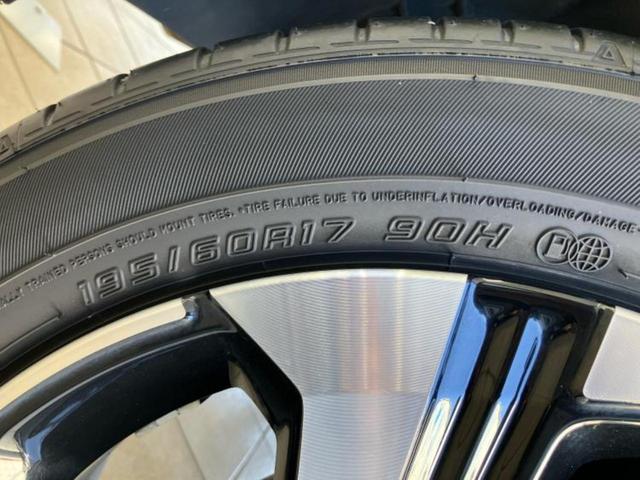 TRAINED PERSONS SHOULD MOUNT TIRES. •TIRE FAILURE DUE TO UNDERINFLATION/OVERLOADING/DAMAGE-
195/60R17 90H